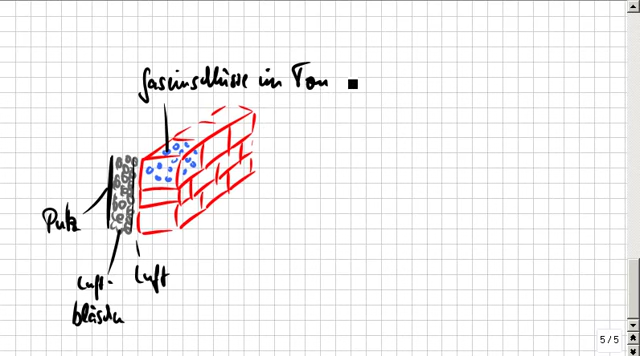 Gaseinschlüsse im Ton
Putz
Luft
Luft-
bläschen
5 / 5